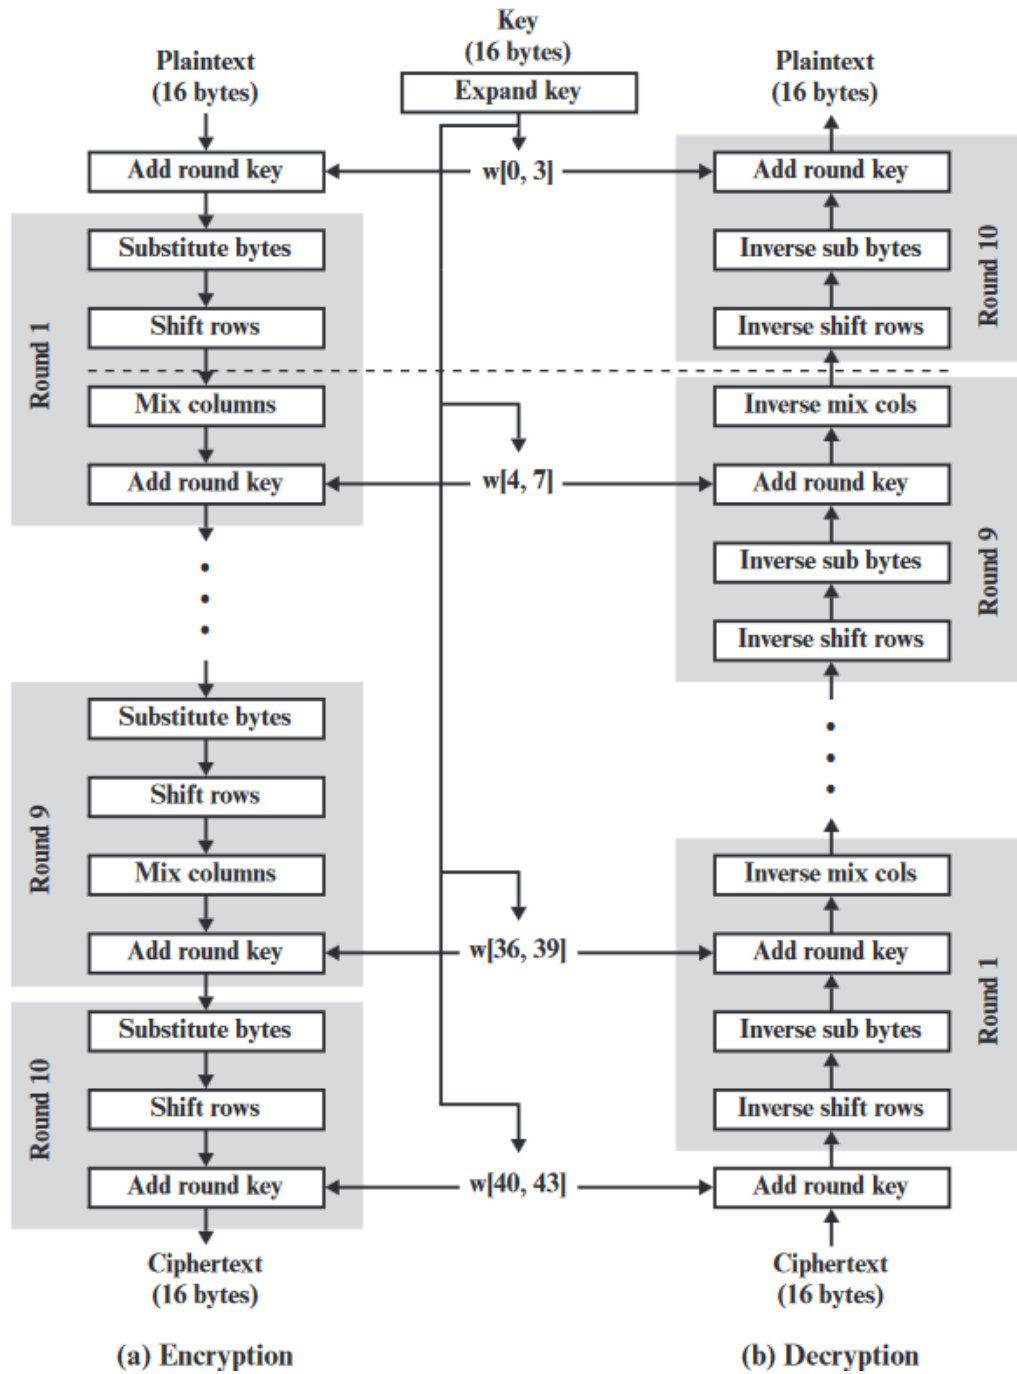 Key
(16 bytes)
Expand key
Plaintext
(16 bytes)
Add round key
Substitute bytes
Shift rows
Mix columns
Add round key
Round 1
Substitute bytes
Shift rows
Mix columns
Add round key
Round 9
Substitute bytes
Shift rows
Add round key
Round 10
Ciphertext
(16 bytes)
(a) Encryption
w[0, 3]
w[4, 7]
w[36, 39]
w[40, 43]
Plaintext
(16 bytes)
Add round key
Inverse sub bytes
Inverse shift rows
Round 10
Inverse mix cols
Add round key
Inverse sub bytes
Inverse shift rows
Round 9
Inverse mix cols
Add round key
Inverse sub bytes
Inverse shift rows
Round 1
Add round key
Ciphertext
(16 bytes)
(b) Decryption